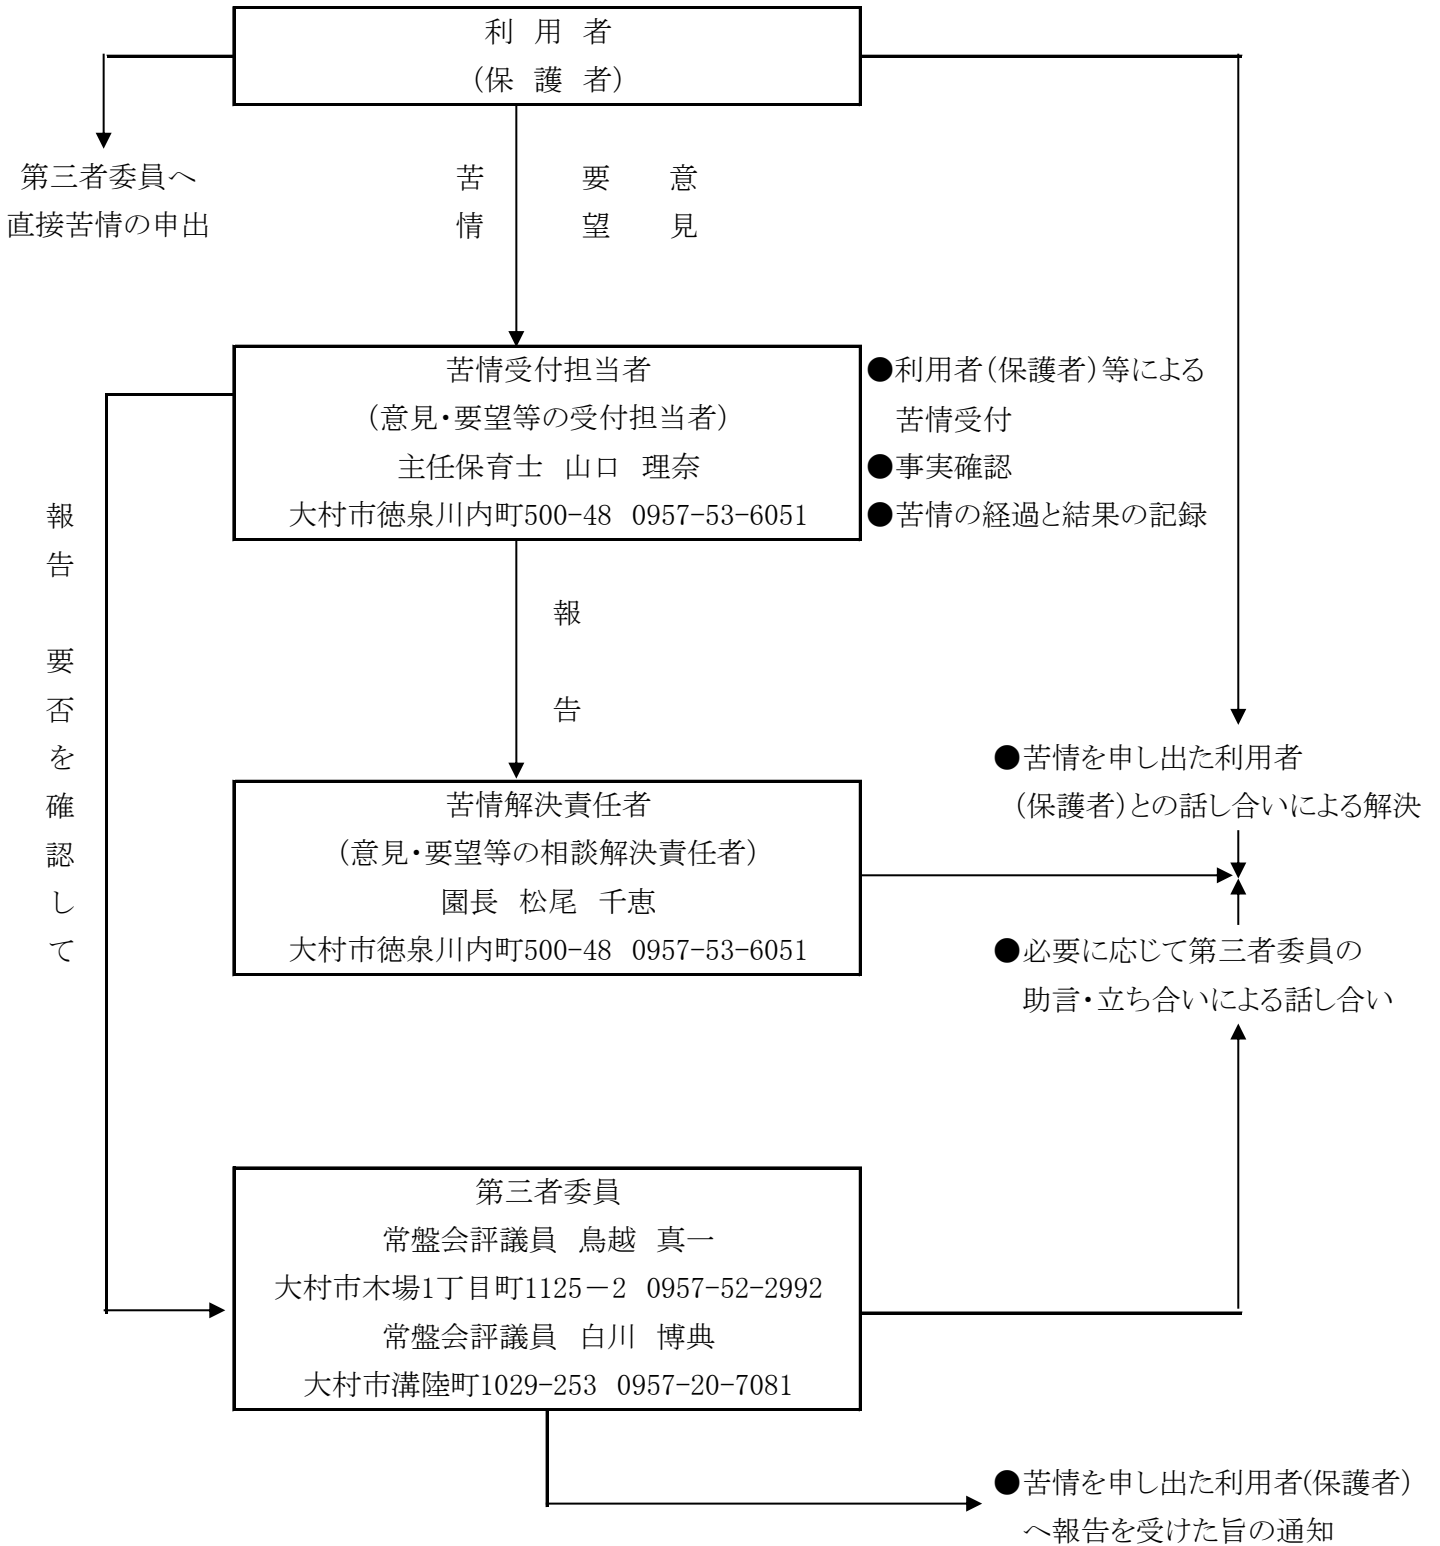 利用者
(保護者)
第三者委員へ
直接苦情の申出
苦情
要望
意見
苦情受付担当者
(意見・要望等の受付担当者)
主任保育士 山口 理奈
大村市徳泉川内町500-48 0957-53-6051
●利用者(保護者)等による
苦情受付
●事実確認
●苦情の経過と結果の記録
報告 要否を確認して
報告
苦情解決責任者
(意見・要望等の相談解決責任者)
園長 松尾 千恵
大村市徳泉川内町500-48 0957-53-6051
●苦情を申し出た利用者
(保護者)との話し合いによる解決
●必要に応じて第三者委員の
助言・立ち合いによる話し合い
第三者委員
常盤会評議員 鳥越 真一
大村市木場1丁目町1125−2 0957-52-2992
常盤会評議員 白川 博典
大村市溝陸町1029-253 0957-20-7081
●苦情を申し出た利用者(保護者)
へ報告を受けた旨の通知